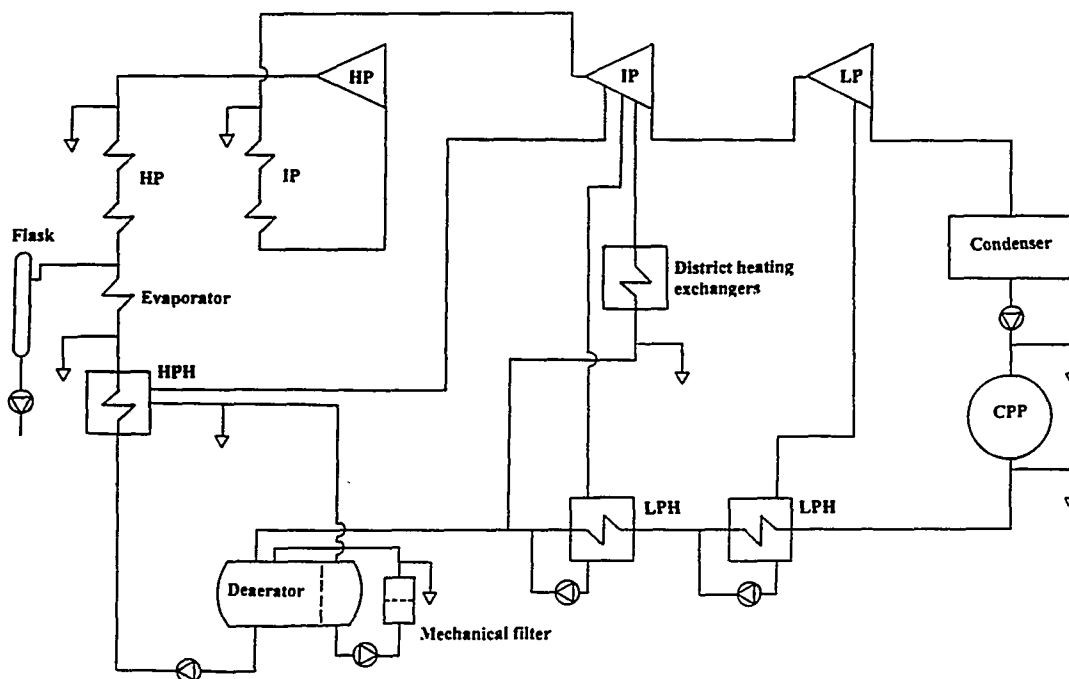 HP
IP
LP
HP
IP
Flask
Condenser
District heating
exchangers
Evaporator
HPH
CPP
LPH
LPH
Deaerator
Mechanical filter